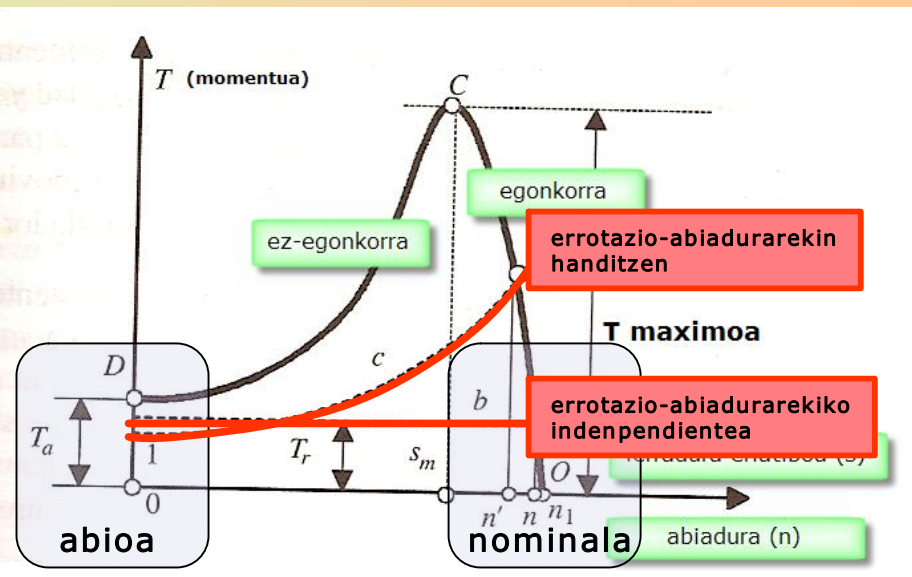 T (momentua)
C
egonkorra
ez-egonkorra
errotazio-abiadurarekin
handitzen
T maximoa
D
c
b
errotazio-abiadurarekiko
indenpendientea
Ta
1
Tr
sm
(s)
O
0
n' n n1
abioa
nominala
abiadura (n)